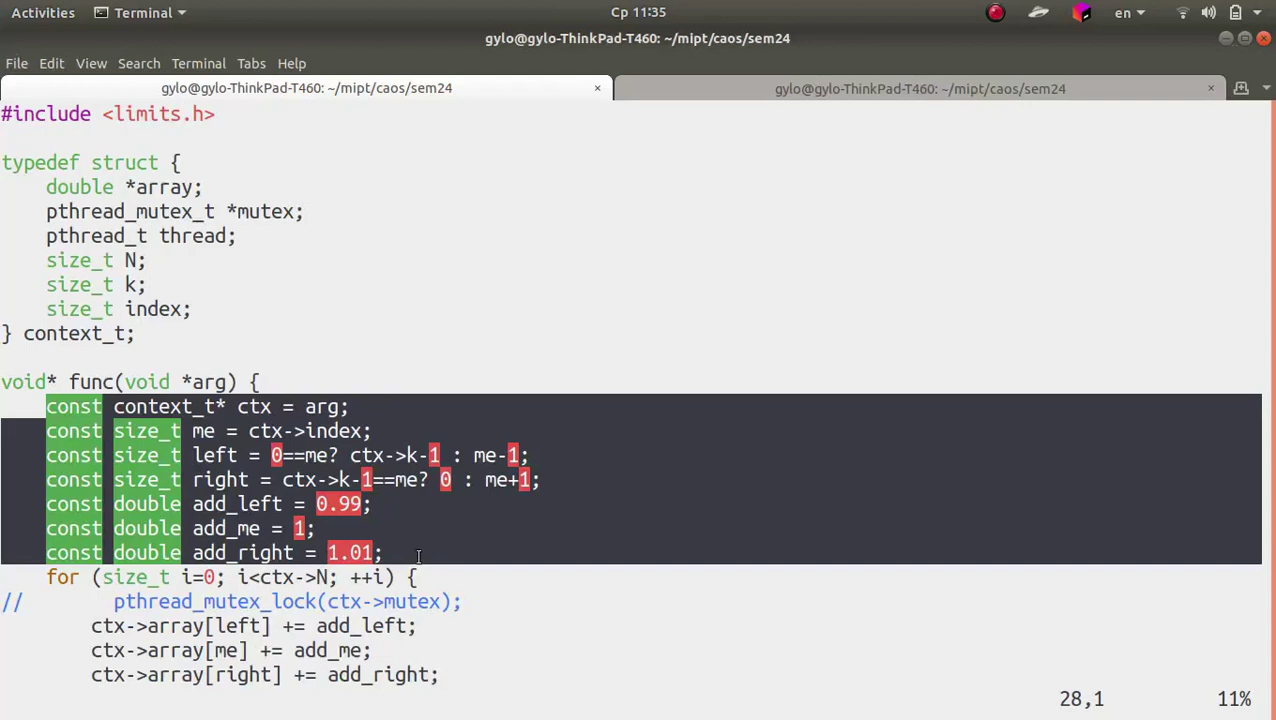 Activities Terminal Ср 11:35 en
gylo@gylo-ThinkPad-T460: ~/mipt/caos/sem24
File Edit View Search Terminal Tabs Help
gylo@gylo-ThinkPad-T460: ~/mipt/caos/sem24 × gylo@gylo-ThinkPad-T460: ~/mipt/caos/sem24 ×
#include <limits.h>
typedef struct {
    double *array;
    pthread_mutex_t *mutex;
    pthread_t thread;
    size_t N;
    size_t k;
    size_t index;
} context_t;
void* func(void *arg) {
    const context_t* ctx = arg;
    const size_t me = ctx->index;
    const size_t left = 0==me? ctx->k-1 : me-1;
    const size_t right = ctx->k-1==me? 0 : me+1;
    const double add_left = 0.99;
    const double add_me = 1;
    const double add_right = 1.01;
    for (size_t i=0; i<ctx->N; ++i) {
//        pthread_mutex_lock(ctx->mutex);
        ctx->array[left] += add_left;
        ctx->array[me] += add_me;
        ctx->array[right] += add_right;
28,1 11%